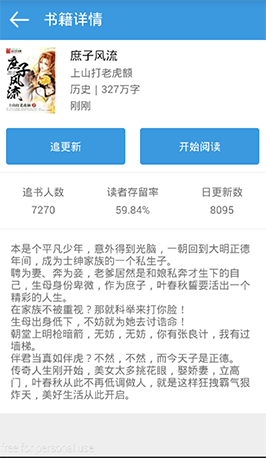 书籍详情
庶子风流
上山打老虎额
历史 | 327万字
刚刚
庶子风流
上山打老虎额 著
追更新
开始阅读
追书人数
读者存留率
日更新数
7270
59.84%
8095
本是个平凡少年，意外得到光脑，一朝回到大明正德
年间，成为士绅家族的一个私生子。
聘为妻、奔为妾，老爹居然是和娘私奔才生下的自
己，生母身份卑微，作为庶子，叶春秋誓要活出一个
精彩的人生。
在家族不被重视？那就科举来打你脸！
生母出身低下，不妨就为她去讨诰命！
朝堂上明枪暗箭，无妨，无妨，你有张良计，我有过
墙梯。
伴君当真如伴虎？不然，不然，而今天子是正德。
传奇人生刚开始，美女太多挑花眼，娶娇妻，立高
门，叶春秋从此不再低调做人，就是这样狂拽霸气狠
炸天，美好生活从此开启。
free for personal use